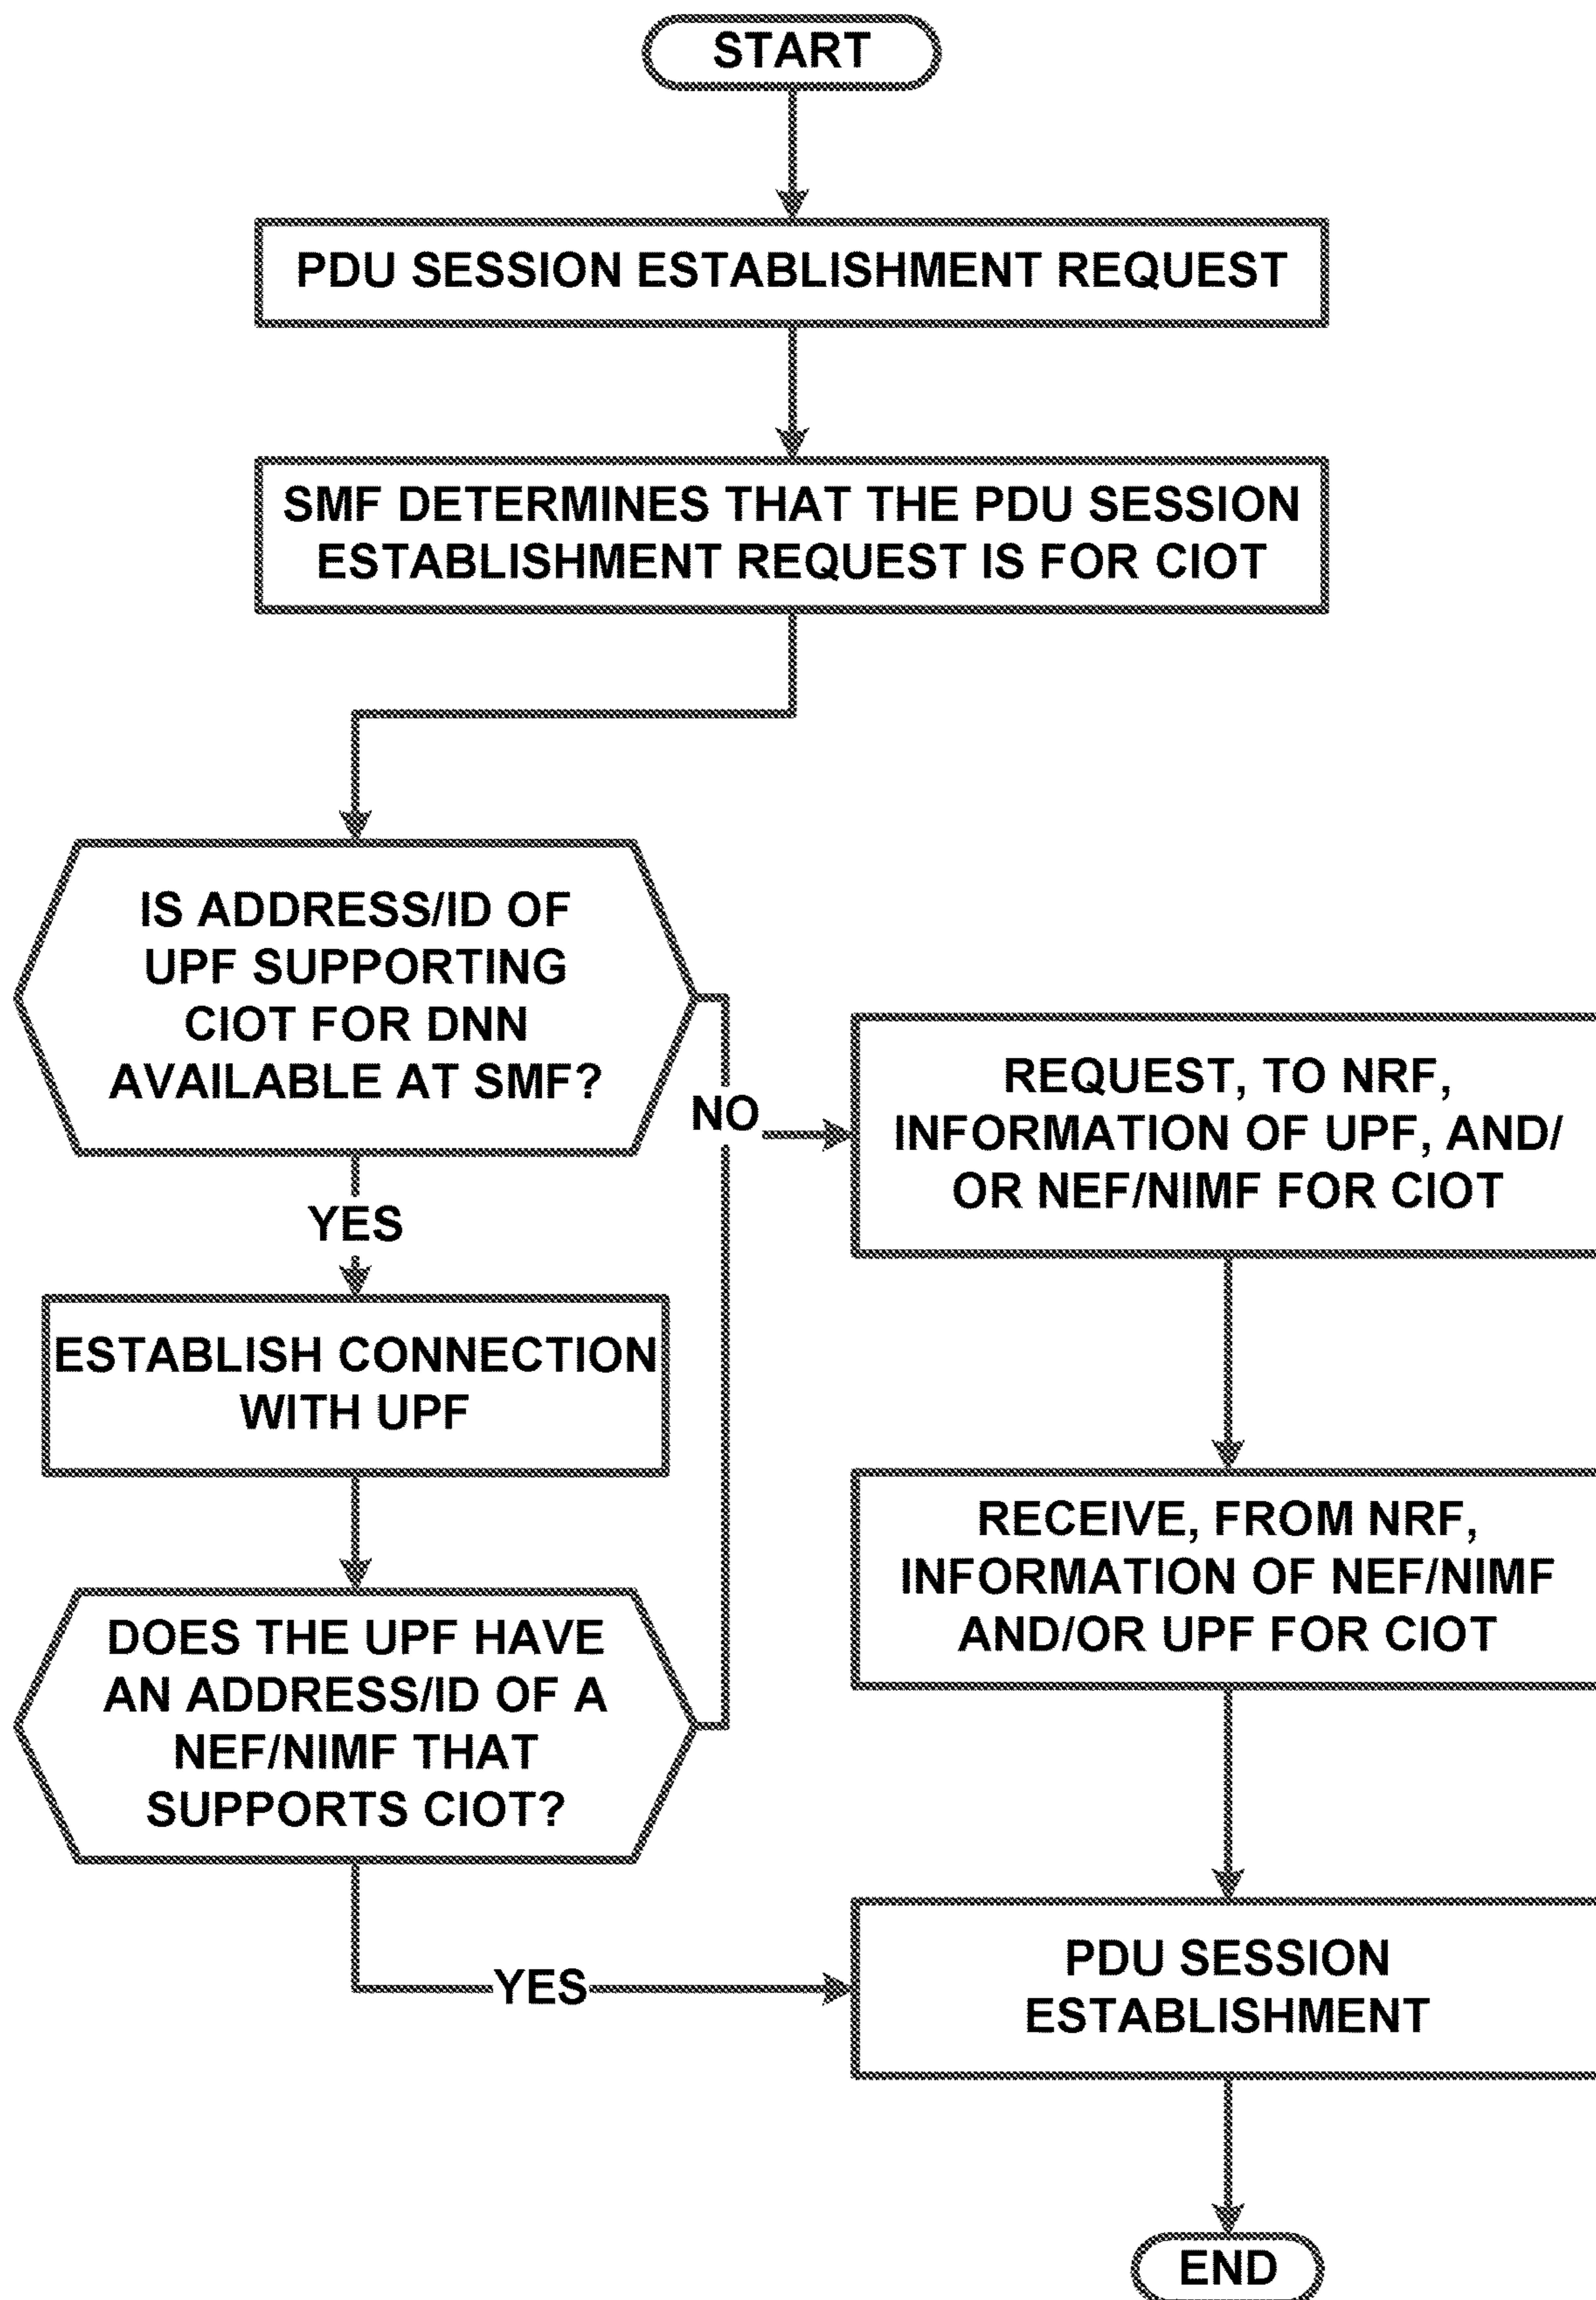 START
PDU SESSION ESTABLISHMENT REQUEST
SMF DETERMINES THAT THE PDU SESSION
ESTABLISHMENT REQUEST IS FOR CIOT
IS ADDRESS/ID OF
UPF SUPPORTING
CIOT FOR DNN
AVAILABLE AT SMF?
NO
YES
REQUEST, TO NRF,
INFORMATION OF UPF, AND/
OR NEF/NIMF FOR CIOT
ESTABLISH CONNECTION
WITH UPF
RECEIVE, FROM NRF,
INFORMATION OF NEF/NIMF
AND/OR UPF FOR CIOT
DOES THE UPF HAVE
AN ADDRESS/ID OF A
NEF/NIMF THAT
SUPPORTS CIOT?
YES
PDU SESSION
ESTABLISHMENT
END